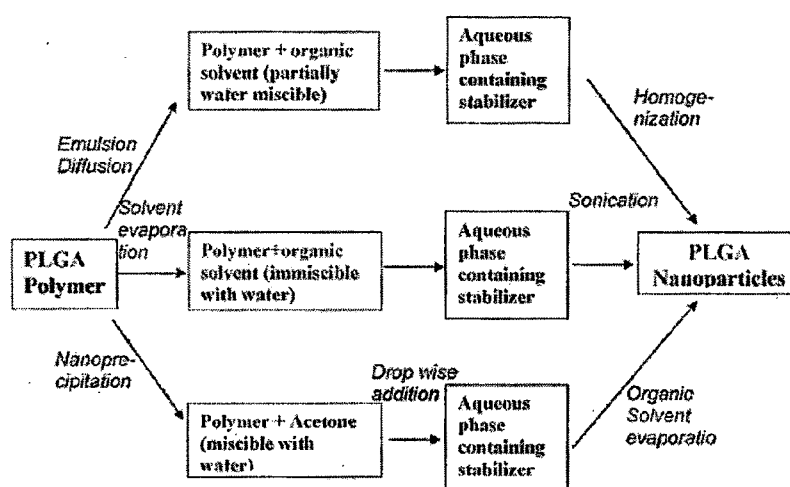 Polymer + organic
solvent (partially
water miscible)
Aqueous
phase
containing
stabilizer
Homoge-
nization
Emulsion
Diffusion
Solvent
evapora
tion
Sonication
PLGA
Polymer
Polymer+organic
solvent (immiscible
with water)
Aqueous
phase
containing
stabilizer
PLGA
Nanoparticles
Nanopre-
cipitation
Drop wise
addition
Polymer + Acetone
(miscible with
water)
Aqueous
phase
containing
stabilizer
Organic
Solvent
evaporatio